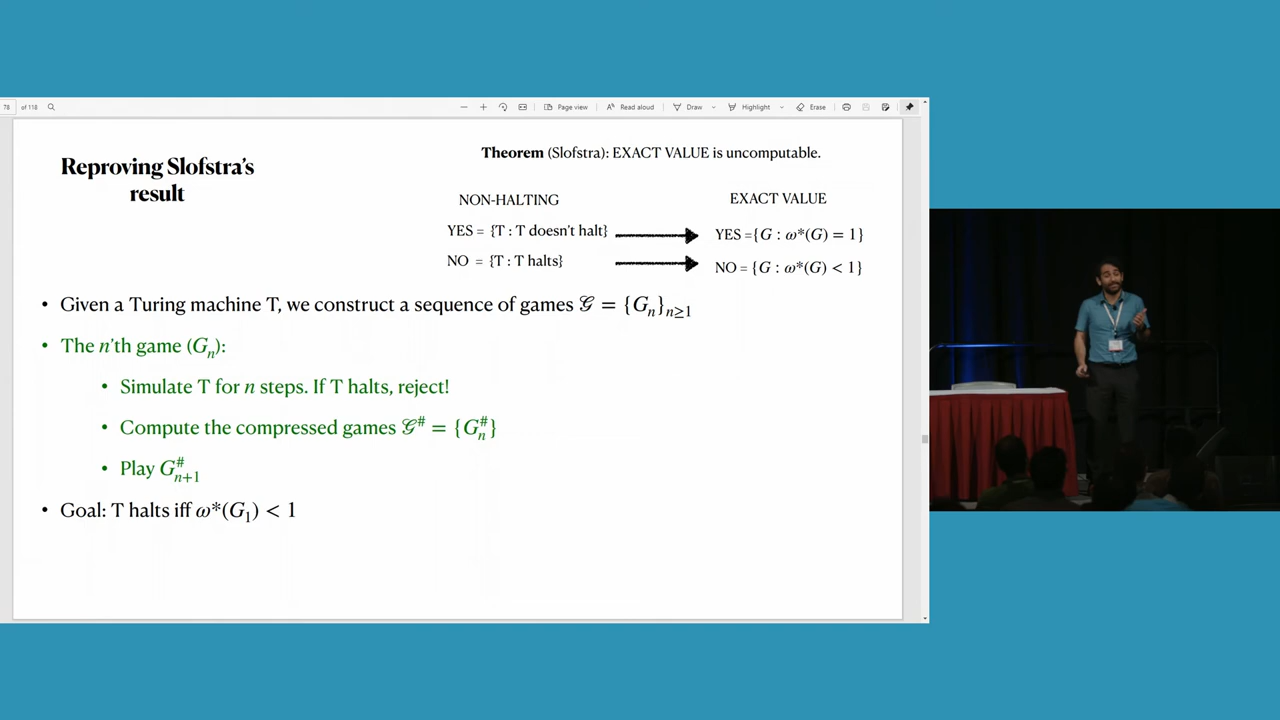 78 of 118 Page view Read aloud Draw Highlight Erase
Reproving Slofstra's
result
Theorem (Slofstra): EXACT VALUE is uncomputable.
NON-HALTING EXACT VALUE
YES = {T : T doesn't halt} YES ={G : ω*(G) = 1}
NO = {T : T halts} NO = {G : ω*(G) < 1}
• Given a Turing machine T, we construct a sequence of games 𝒢 = {Gₙ}ₙ≥₁
• The n'th game (Gₙ):
• Simulate T for n steps. If T halts, reject!
• Compute the compressed games 𝒢^# = {G_n^#}
• Play G_{n+1}^#
• Goal: T halts iff ω*(G₁) < 1